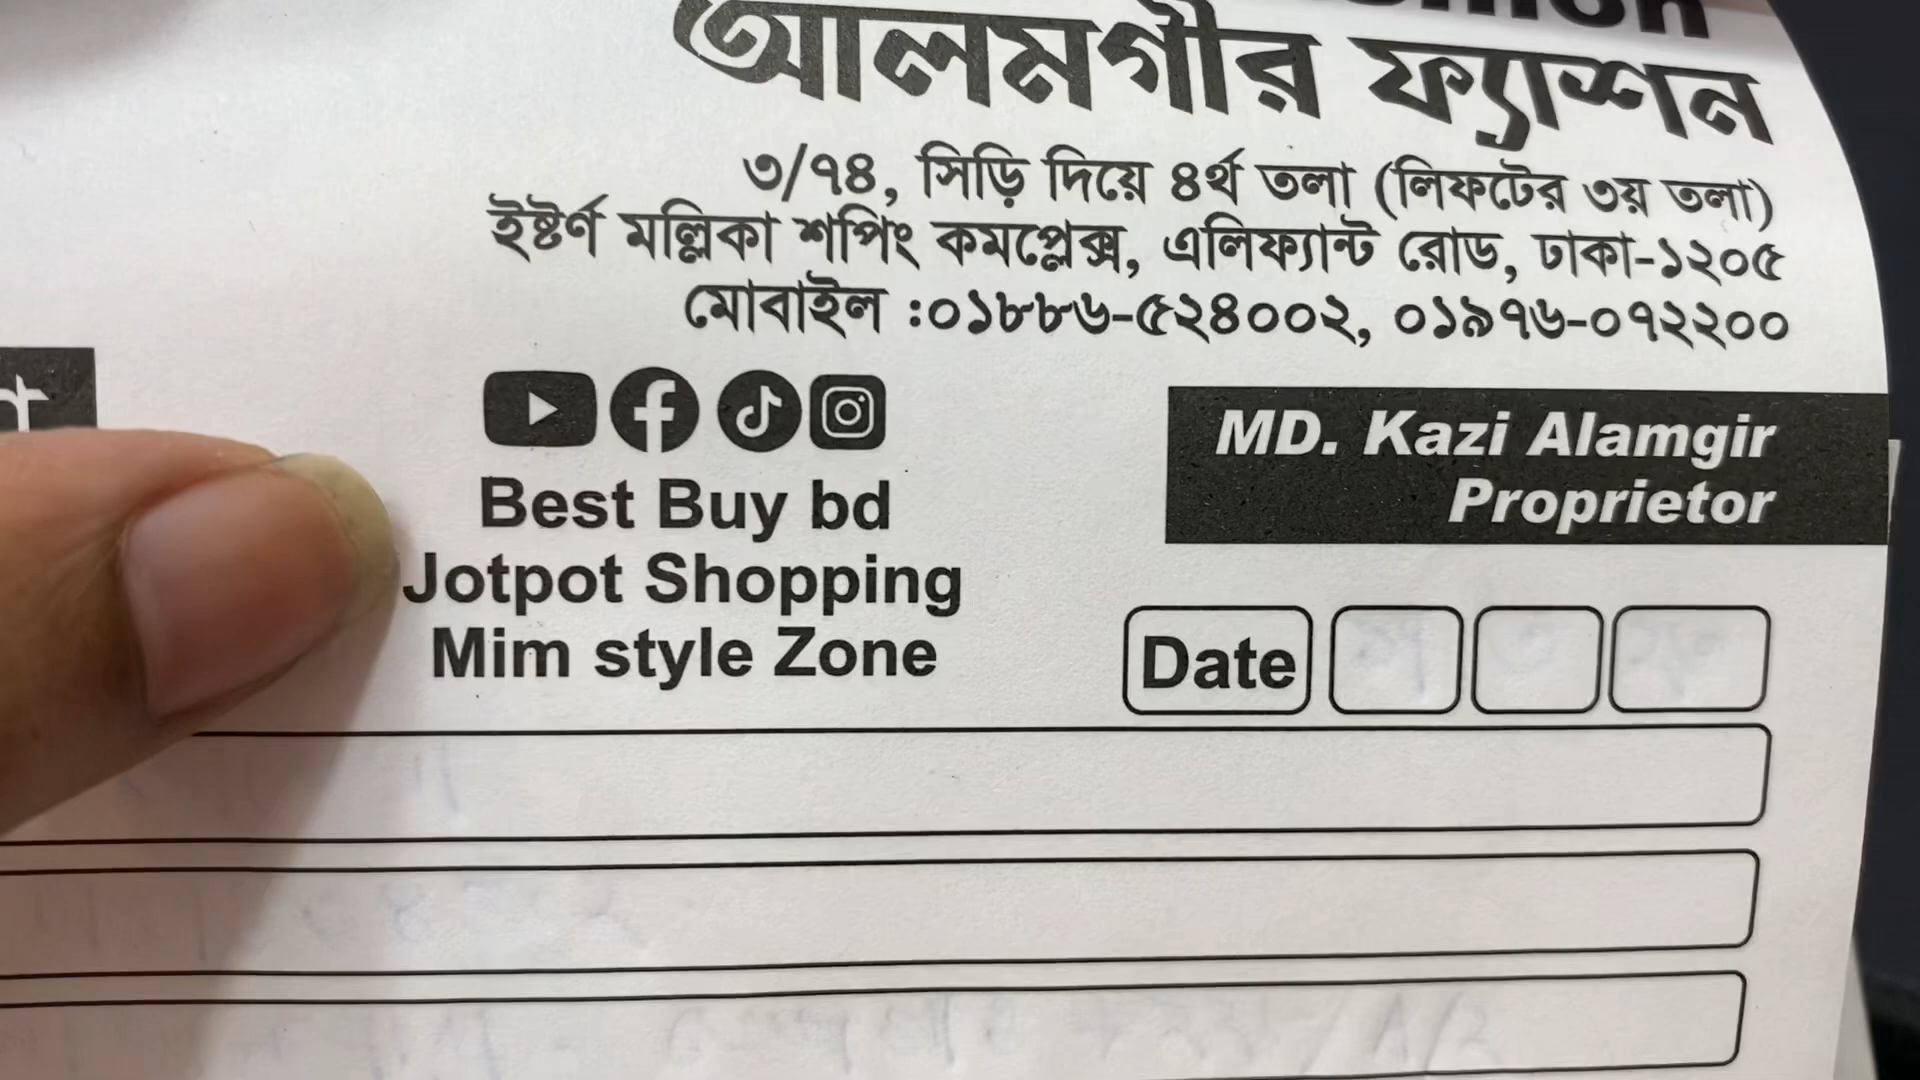 আলমগীর ফ্যাশন
৩/৭৪, সিড়ি দিয়ে ৪র্থ তলা (লিফটের ৩য় তলা)
ইষ্টর্ণ মল্লিকা শপিং কমপ্লেক্স, এলিফ্যান্ট রোড, ঢাকা-১২০৫
মোবাইল :০১৮৮৬-৫২৪০০২, ০১৯৭৬-০৭২২০০
MD. Kazi Alamgir
Proprietor
Best Buy bd
Jotpot Shopping
Mim style Zone
Date